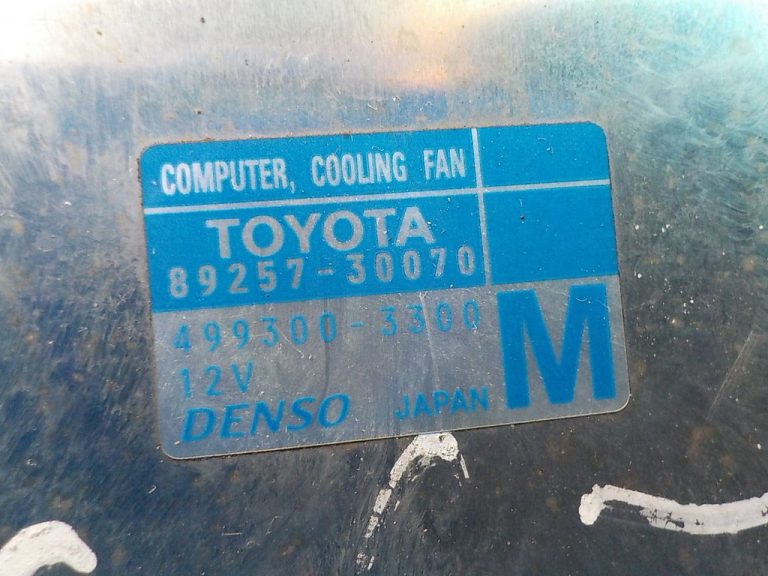 COMPUTER, COOLING FAN
TOYOTA
89257-30070
499300-3300
12V
DENSO JAPAN M